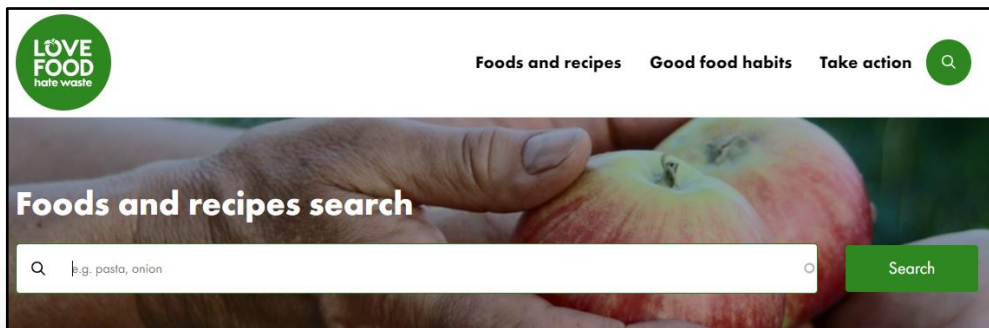 LOVE
FOOD
hate waste
Foods and recipes Good food habits Take action
Foods and recipes search
e.g. pasta, onion
Search